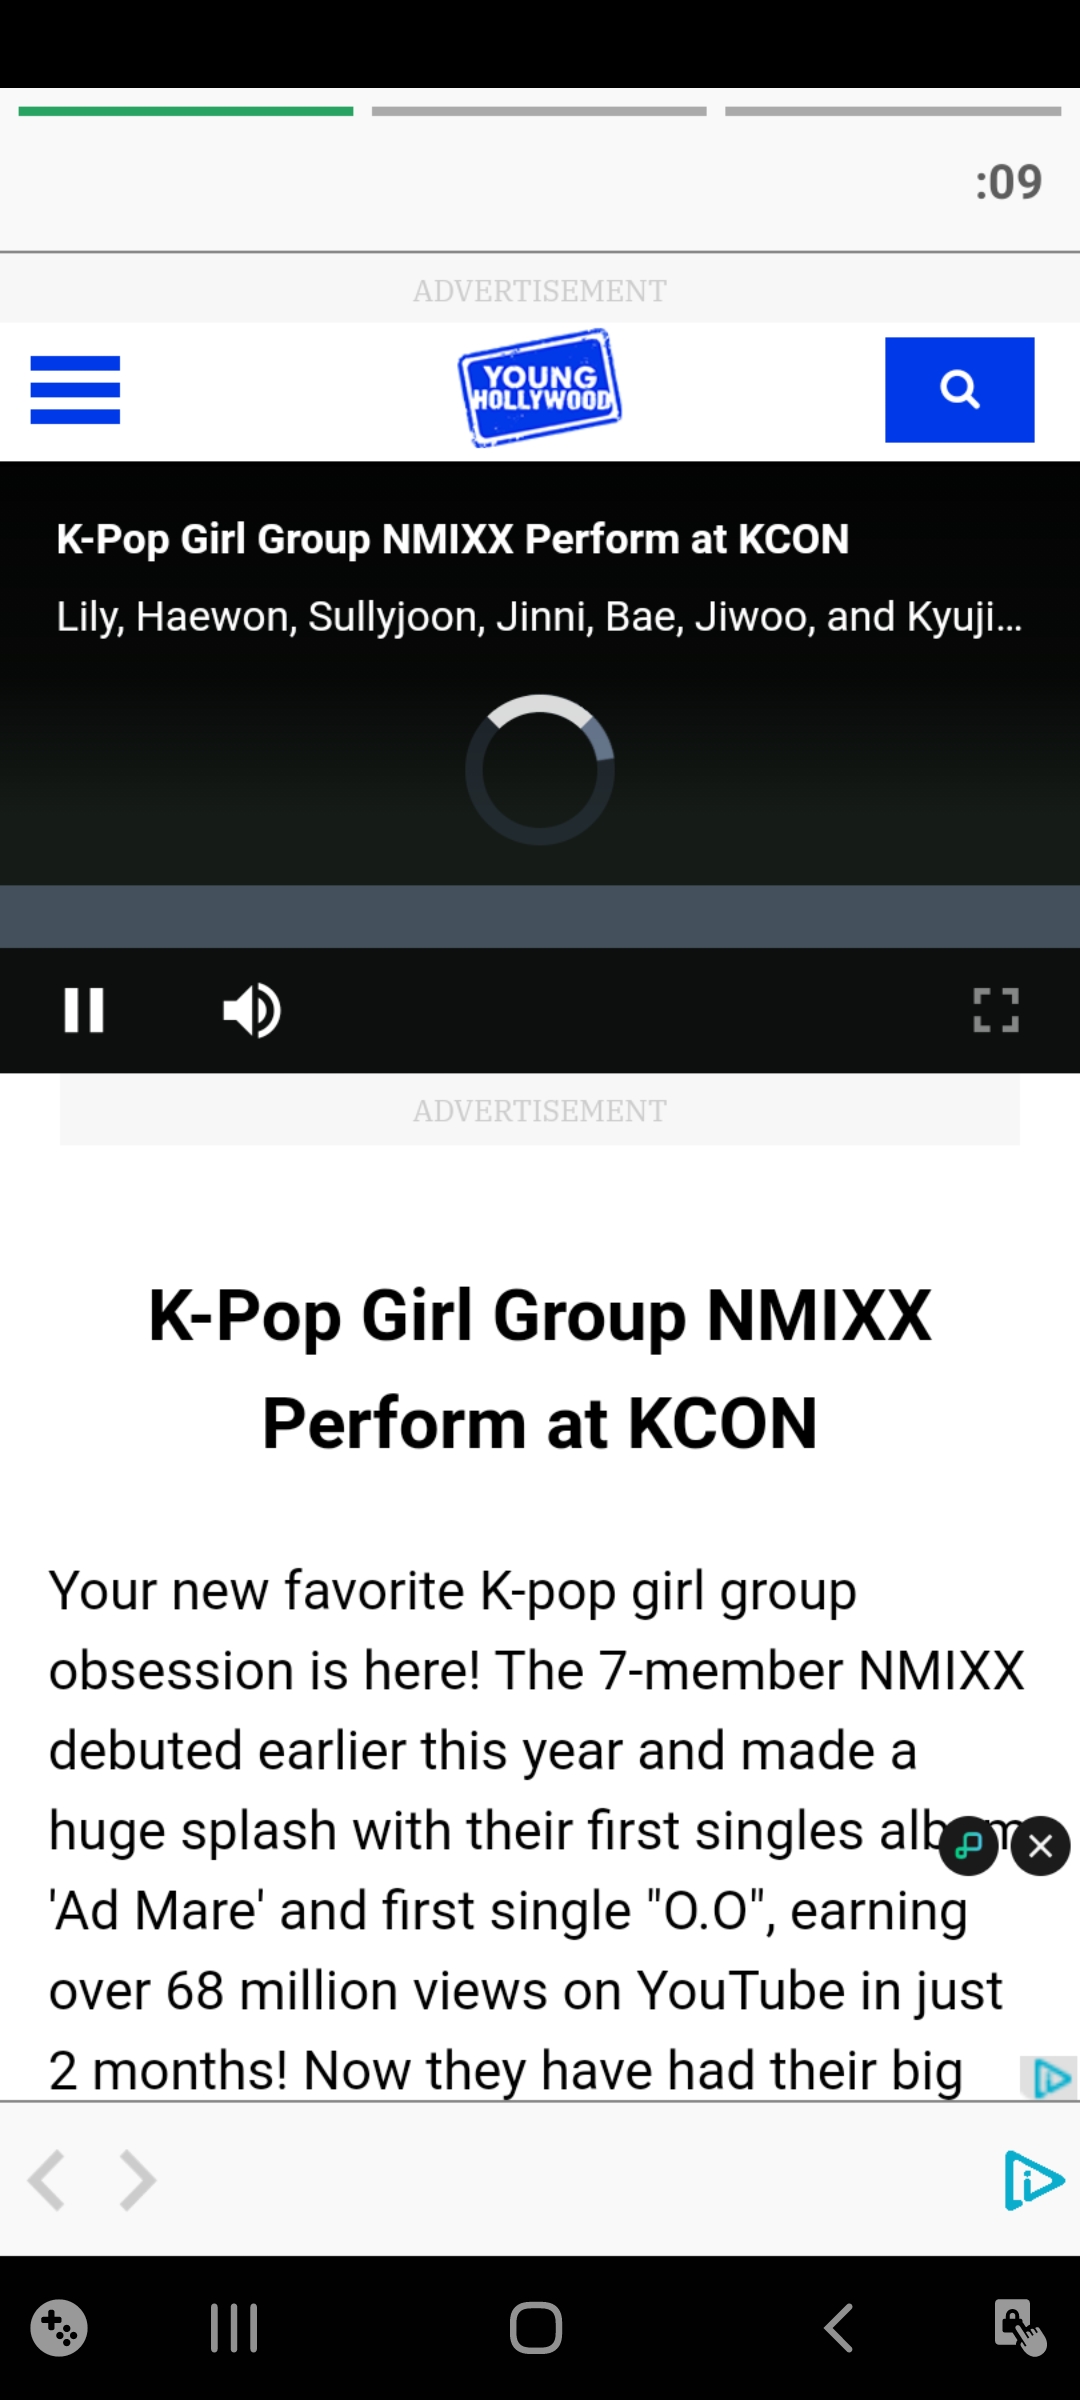 :09
ADVERTISEMENT
YOUNG
HOLLYWOOD
K-Pop Girl Group NMIXX Perform at KCON
Lily, Haewon, Sullyjoon, Jinni, Bae, Jiwoo, and Kyuji...
ADVERTISEMENT
K-Pop Girl Group NMIXX
Perform at KCON
Your new favorite K-pop girl group
obsession is here! The 7-member NMIXX
debuted earlier this year and made a
huge splash with their first singles album
'Ad Mare' and first single "O.O", earning
over 68 million views on YouTube in just
2 months! Now they have had their big